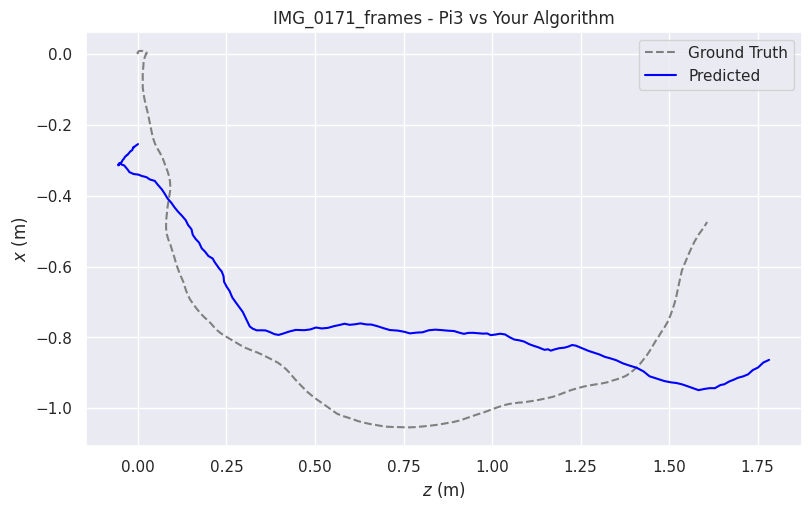 IMG_0171_frames - Pi3 vs Your Algorithm
Ground Truth
Predicted
0.0
−0.2
−0.4
−0.6
−0.8
−1.0
x (m)
0.00 0.25 0.50 0.75 1.00 1.25 1.50 1.75
z (m)